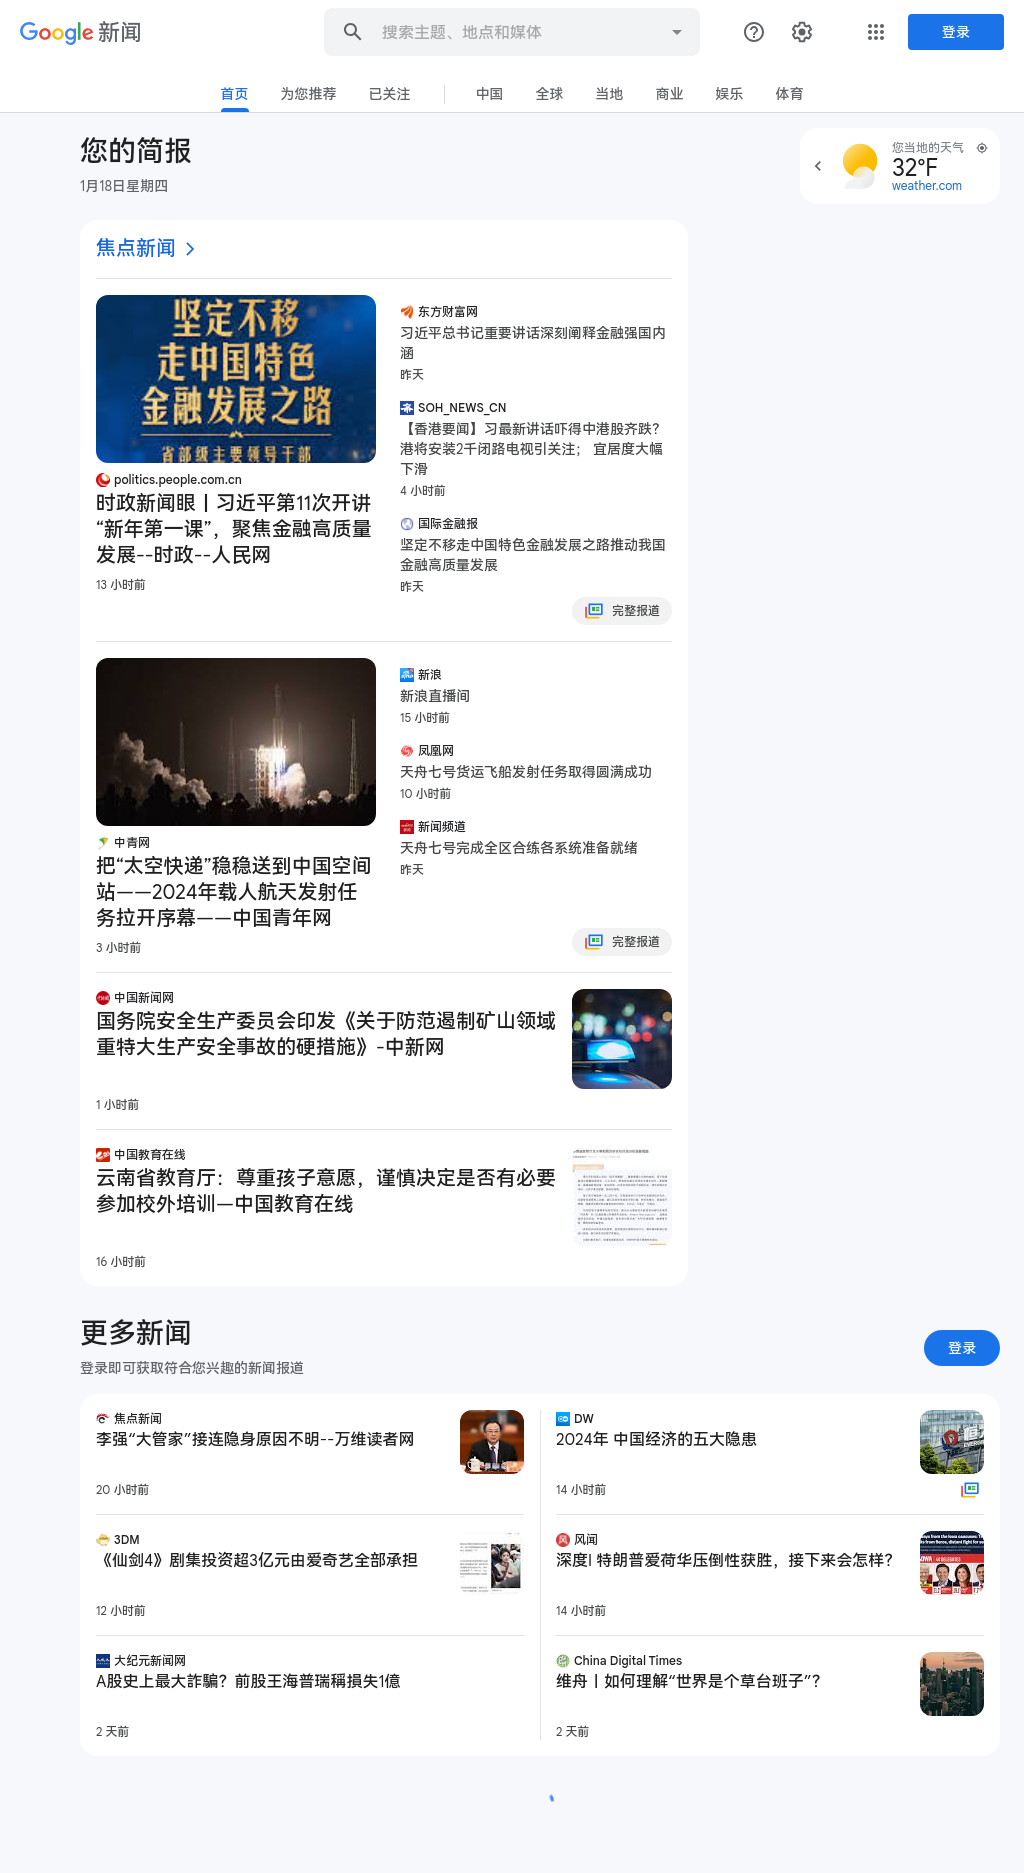 Google 新闻
搜索主题、地点和媒体
登录
首页
为您推荐
已关注
中国
全球
当地
商业
娱乐
体育
您的简报
1月18日星期四
您当地的天气
32°F
weather.com
焦点新闻
坚定不移
走中国特色
金融发展之路
省部级主要领导干部
politics.people.com.cn
时政新闻眼丨习近平第11次开讲
“新年第一课”，聚焦金融高质量
发展--时政--人民网
13 小时前
东方财富网
习近平总书记重要讲话深刻阐释金融强国内
涵
昨天
SOH_NEWS_CN
【香港要闻】习最新讲话吓得中港股齐跌？
港将安装2千闭路电视引关注； 宜居度大幅
下滑
4 小时前
国际金融报
坚定不移走中国特色金融发展之路推动我国
金融高质量发展
昨天
完整报道
中青网
把“太空快递”稳稳送到中国空间
站——2024年载人航天发射任
务拉开序幕——中国青年网
3 小时前
新浪
新浪直播间
15 小时前
凤凰网
天舟七号货运飞船发射任务取得圆满成功
10 小时前
新闻频道
天舟七号完成全区合练各系统准备就绪
昨天
完整报道
中国新闻网
国务院安全生产委员会印发《关于防范遏制矿山领域
重特大生产安全事故的硬措施》-中新网
1 小时前
中国教育在线
云南省教育厅：尊重孩子意愿，谨慎决定是否有必要
参加校外培训—中国教育在线
16 小时前
更多新闻
登录即可获取符合您兴趣的新闻报道
登录
焦点新闻
李强“大管家”接连隐身原因不明--万维读者网
20 小时前
DW
2024年 中国经济的五大隐患
14 小时前
3DM
《仙剑4》剧集投资超3亿元由爱奇艺全部承担
12 小时前
风闻
深度| 特朗普爱荷华压倒性获胜，接下来会怎样？
14 小时前
大纪元新闻网
A股史上最大詐騙？前股王海普瑞稱損失1億
2 天前
China Digital Times
维舟丨如何理解“世界是个草台班子”？
2 天前